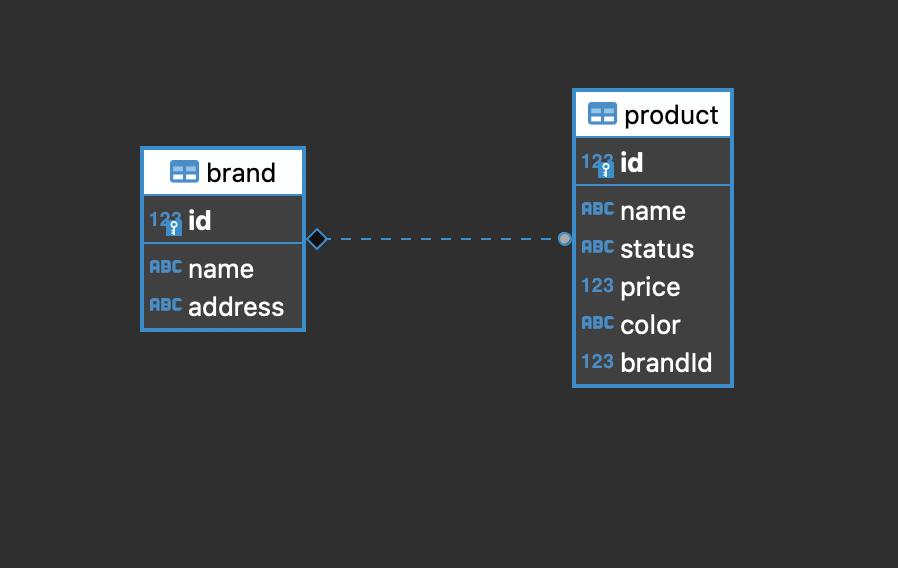 brand
123 id
ABC name
ABC address
product
123 id
ABC name
ABC status
123 price
ABC color
123 brandId